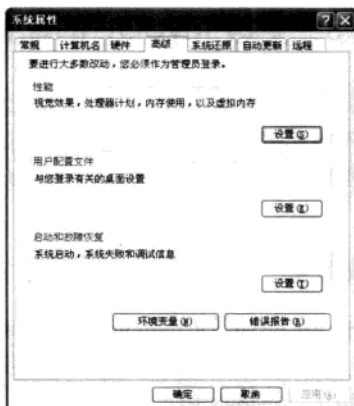 系统属性
常规 计算机名 硬件 高级 系统还原 自动更新 远程
要进行大多数改动，您必须作为管理员登录。
性能
视觉效果，处理器计划，内存使用，以及虚拟内存
设置(S)
用户配置文件
与您登录有关的桌面设置
设置(E)
启动和故障恢复
系统启动，系统失败和调试信息
设置(T)
环境变量(N) 错误报告(R)
确定 取消 应用(A)